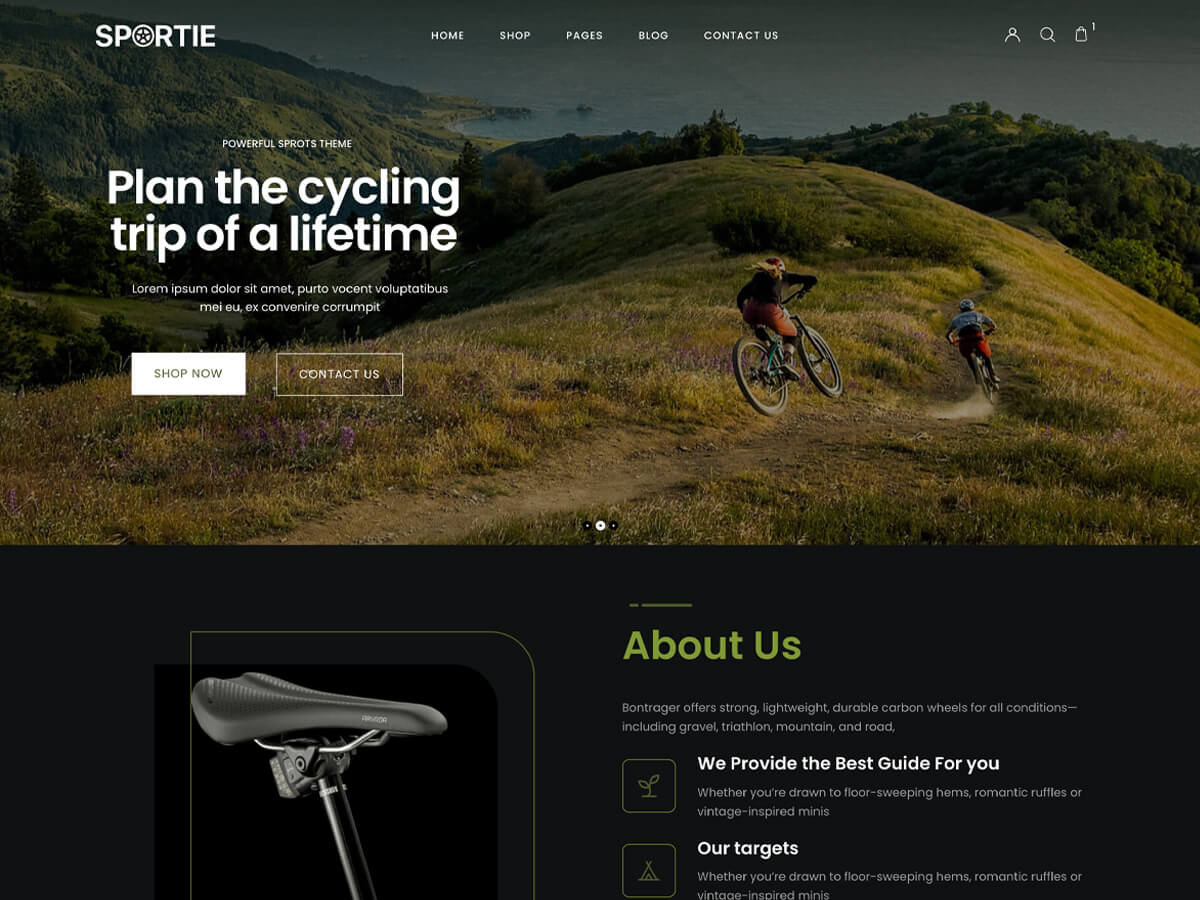 SPORTIE
HOME
SHOP
PAGES
BLOG
CONTACT US
1
POWERFUL SPROTS THEME
Plan the cycling
trip of a lifetime
Lorem ipsum dolor sit amet, purto vocent voluptatibus
mei eu, ex convenire corrumpit
SHOP NOW
CONTACT US
About Us
Bontrager offers strong, lightweight, durable carbon wheels for all conditions—
including gravel, triathlon, mountain, and road,
We Provide the Best Guide For you
Whether you’re drawn to floor-sweeping hems, romantic ruffles or
vintage-inspired minis
Our targets
Whether you’re drawn to floor-sweeping hems, romantic ruffles or
vintage-inspired minis